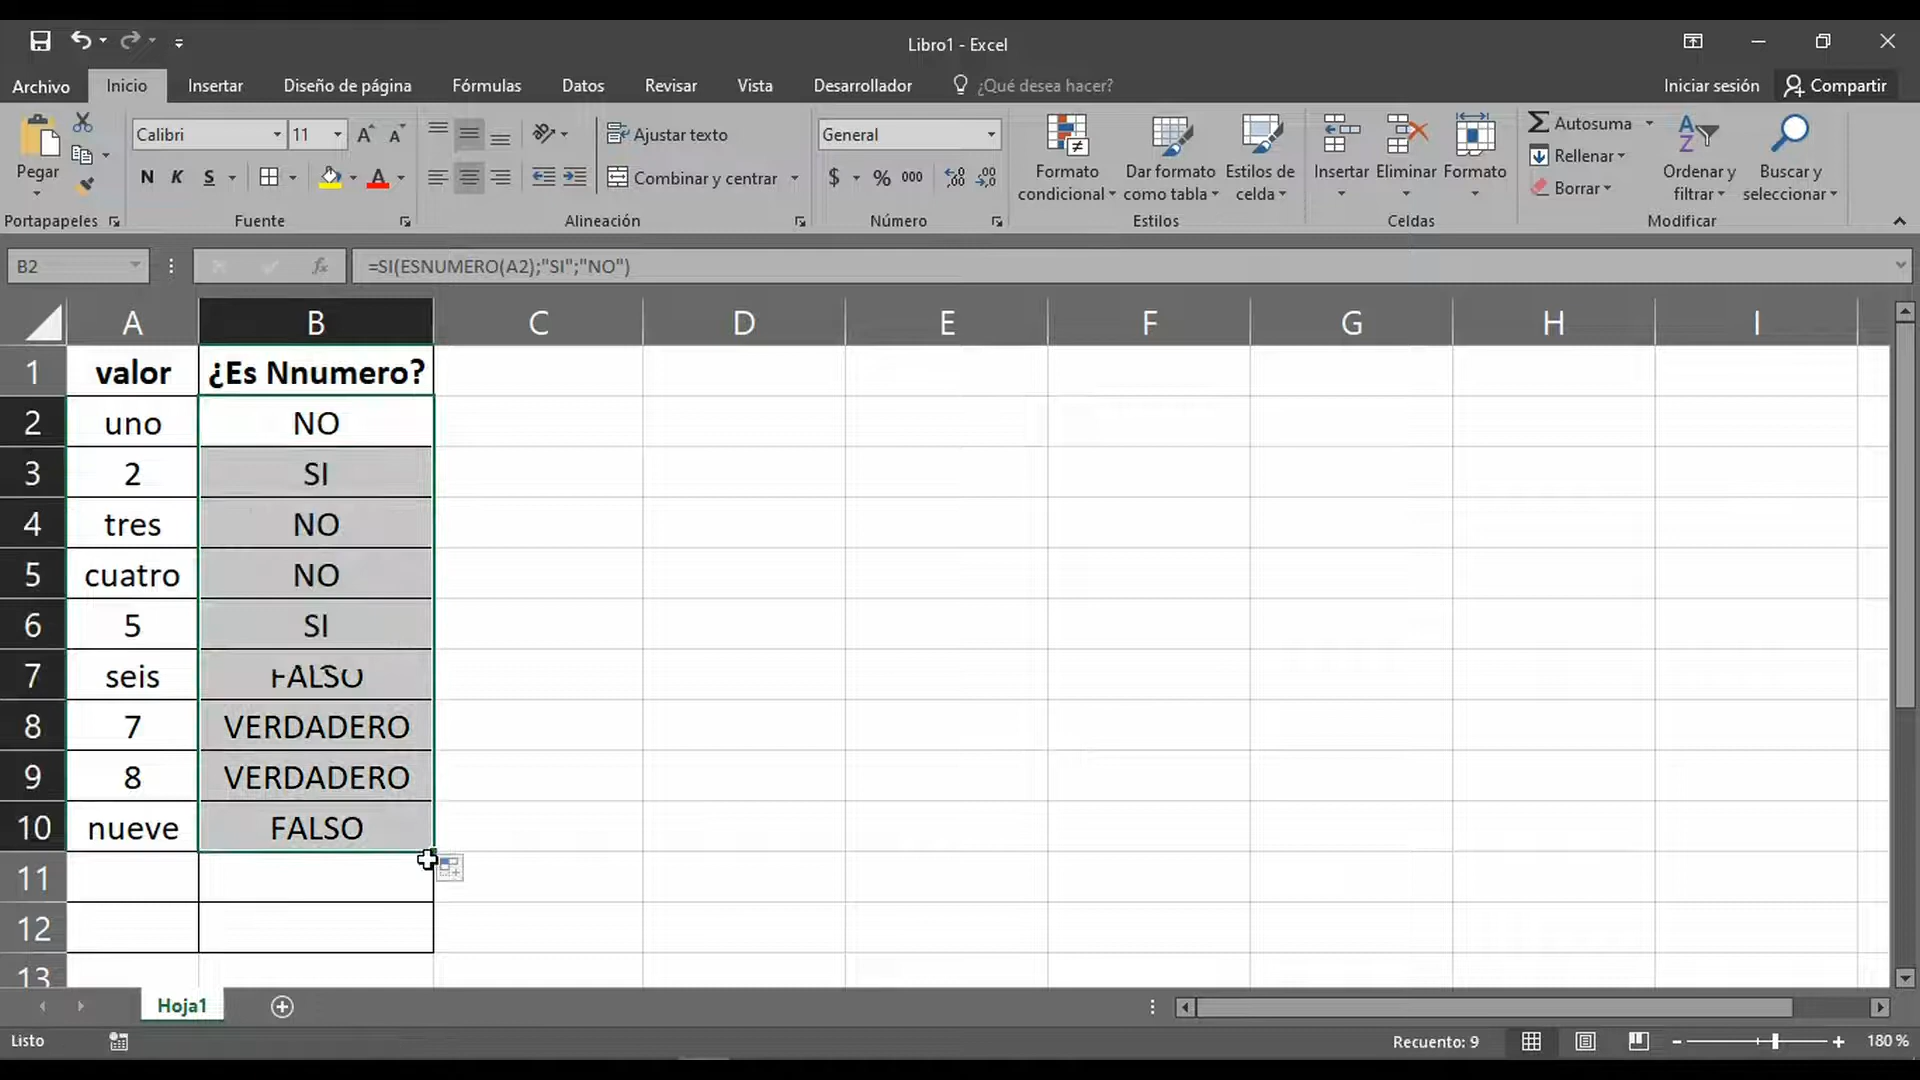 Libro1 - Excel
Archivo Inicio Insertar Diseño de página Fórmulas Datos Revisar Vista Desarrollador ¿Qué desea hacer? Iniciar sesión Compartir
Pegar
Portapapeles
Calibri 11
N K S
Fuente
Ajustar texto
Combinar y centrar
Alineación
General
$ % 000
Número
Formato condicional
Dar formato como tabla
Estilos de celda
Estilos
Insertar Eliminar Formato
Celdas
Autosuma
Rellenar
Borrar
Ordenar y filtrar
Buscar y seleccionar
Modificar
B2 fx =SI(ESNUMERO(A2);"SI";"NO")
A B C D E F G H I
1 valor ¿Es Nnumero?
2 uno NO
3 2 SI
4 tres NO
5 cuatro NO
6 5 SI
7 seis FALSO
8 7 VERDADERO
9 8 VERDADERO
10 nueve FALSO
11
12
13
Hoja1
Listo Recuento: 9 180 %